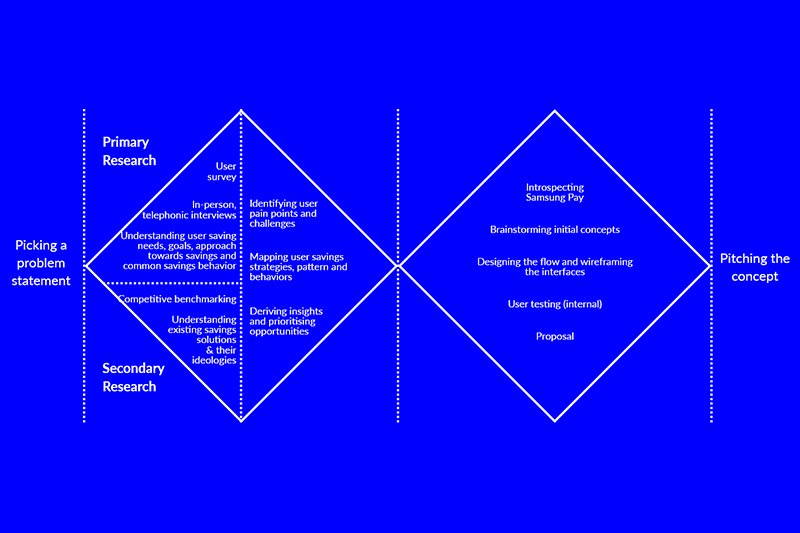 Picking a
problem
statement
Primary
Research
User
survey
In-person,
telephonic interviews
Understanding user saving
needs, goals, approach
towards savings and
common savings behavior
Competitive benchmarking
Understanding
existing savings
solutions
& their
ideologies
Secondary
Research
Identifying user
pain points and
challenges
Mapping user savings
strategies, pattern and
behaviors
Deriving insights
and prioritising
opportunities
Introspecting
Samsung Pay
Brainstorming initial concepts
Designing the flow and wireframing
the interfaces
User testing (internal)
Proposal
Pitching the
concept